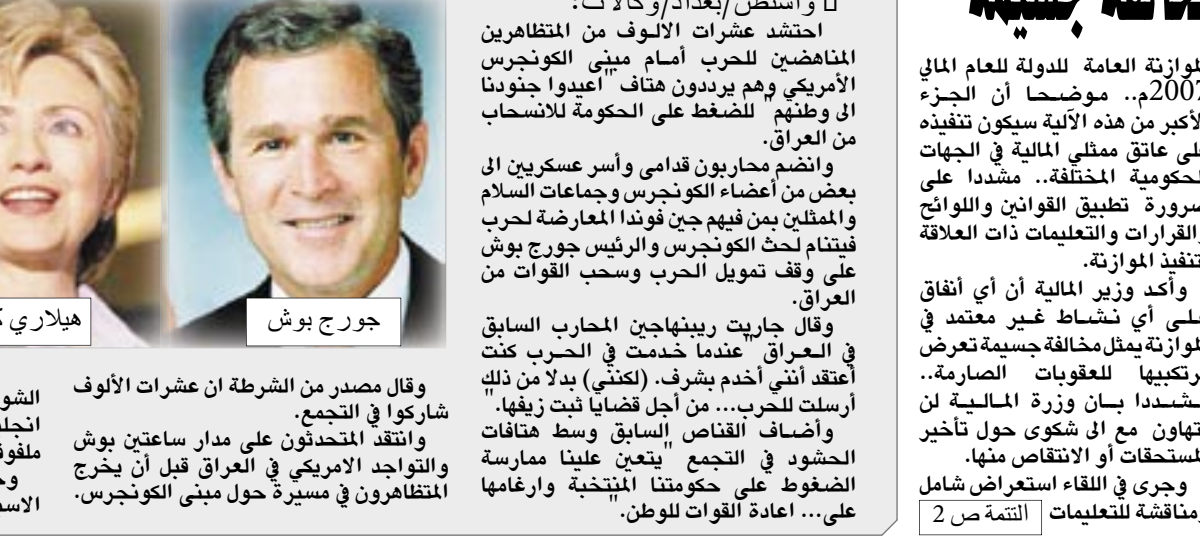 جسيمة
للموازنة العامة للدولة للعام المالي
2007م.. موضحا أن الجزء
الأكبر من هذه الآلية سيكون تنفيذه
على عاتق ممثلي المالية في الجهات
الحكومية المختلفة.. مشددا على
ضرورة تطبيق القوانين واللوائح
والقرارات والتعليمات ذات العلاقة
بتنفيذ الموازنة.
وأكد وزير المالية أن أي أنفاق
على أي نشاط غير معتمد في
الموازنة يمثل مخالفة جسيمة تعرض
مرتكبيها للعقوبات الصارمة..
مشددا بان وزارة المالية لن
تتهاون مع الى شكوى حول تأخير
المستحقات أو الانتقاص منها.
وجرى في اللقاء استعراض شامل
ومناقشة للتعليمات
التتمة ص 2
واشنطن/بغداد/وكالات:
احتشد عشرات الالوف من المتظاهرين
المناهضين للحرب أمام مبنى الكونجرس
الأمريكي وهم يرددون هتاف "اعيدوا جنودنا
الى وطنهم" للضغط على الحكومة للانسحاب
من العراق.
وانضم محاربون قدامى وأسر عسكريين الى
بعض من أعضاء الكونجرس وجماعات السلام
والممثلين بمن فيهم جين فوندا المعارضة لحرب
فيتنام لحث الكونجرس والرئيس جورج بوش
على وقف تمويل الحرب وسحب القوات من
العراق.
وقال جاريت ريبنهاجين المحارب السابق
في العراق "عندما خدمت في الحرب كنت
أعتقد أنني أخدم بشرف. (لكنني) بدلا من ذلك
أرسلت للحرب... من أجل قضايا ثبت زيفها."
وأضاف القناص السابق وسط هتافات
الحشود في التجمع "يتعين علينا ممارسة
الضغوط على حكومتنا المنتخبة وارغامها
على... اعادة القوات للوطن."
جورج بوش
هيلاري
وقال مصدر من الشرطة ان عشرات الألوف
شاركوا في التجمع.
وانتقد المتحدثون على مدار ساعتين بوش
والتواجد الامريكي في العراق قبل أن يخرج
المتظاهرون في مسيرة حول مبنى الكونجرس.